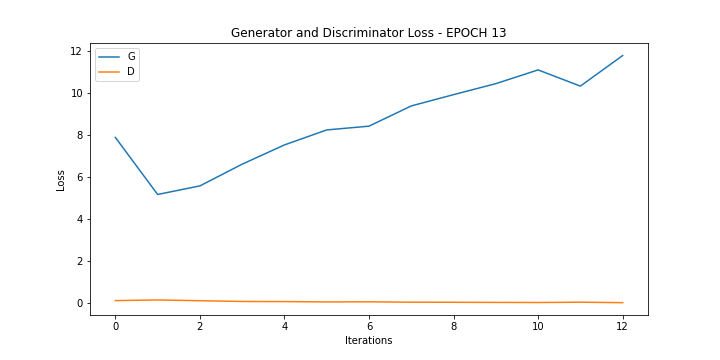 Generator and Discriminator Loss - EPOCH 13
G
D
12
10
8
6
4
2
0
Loss
0 2 4 6 8 10 12
Iterations